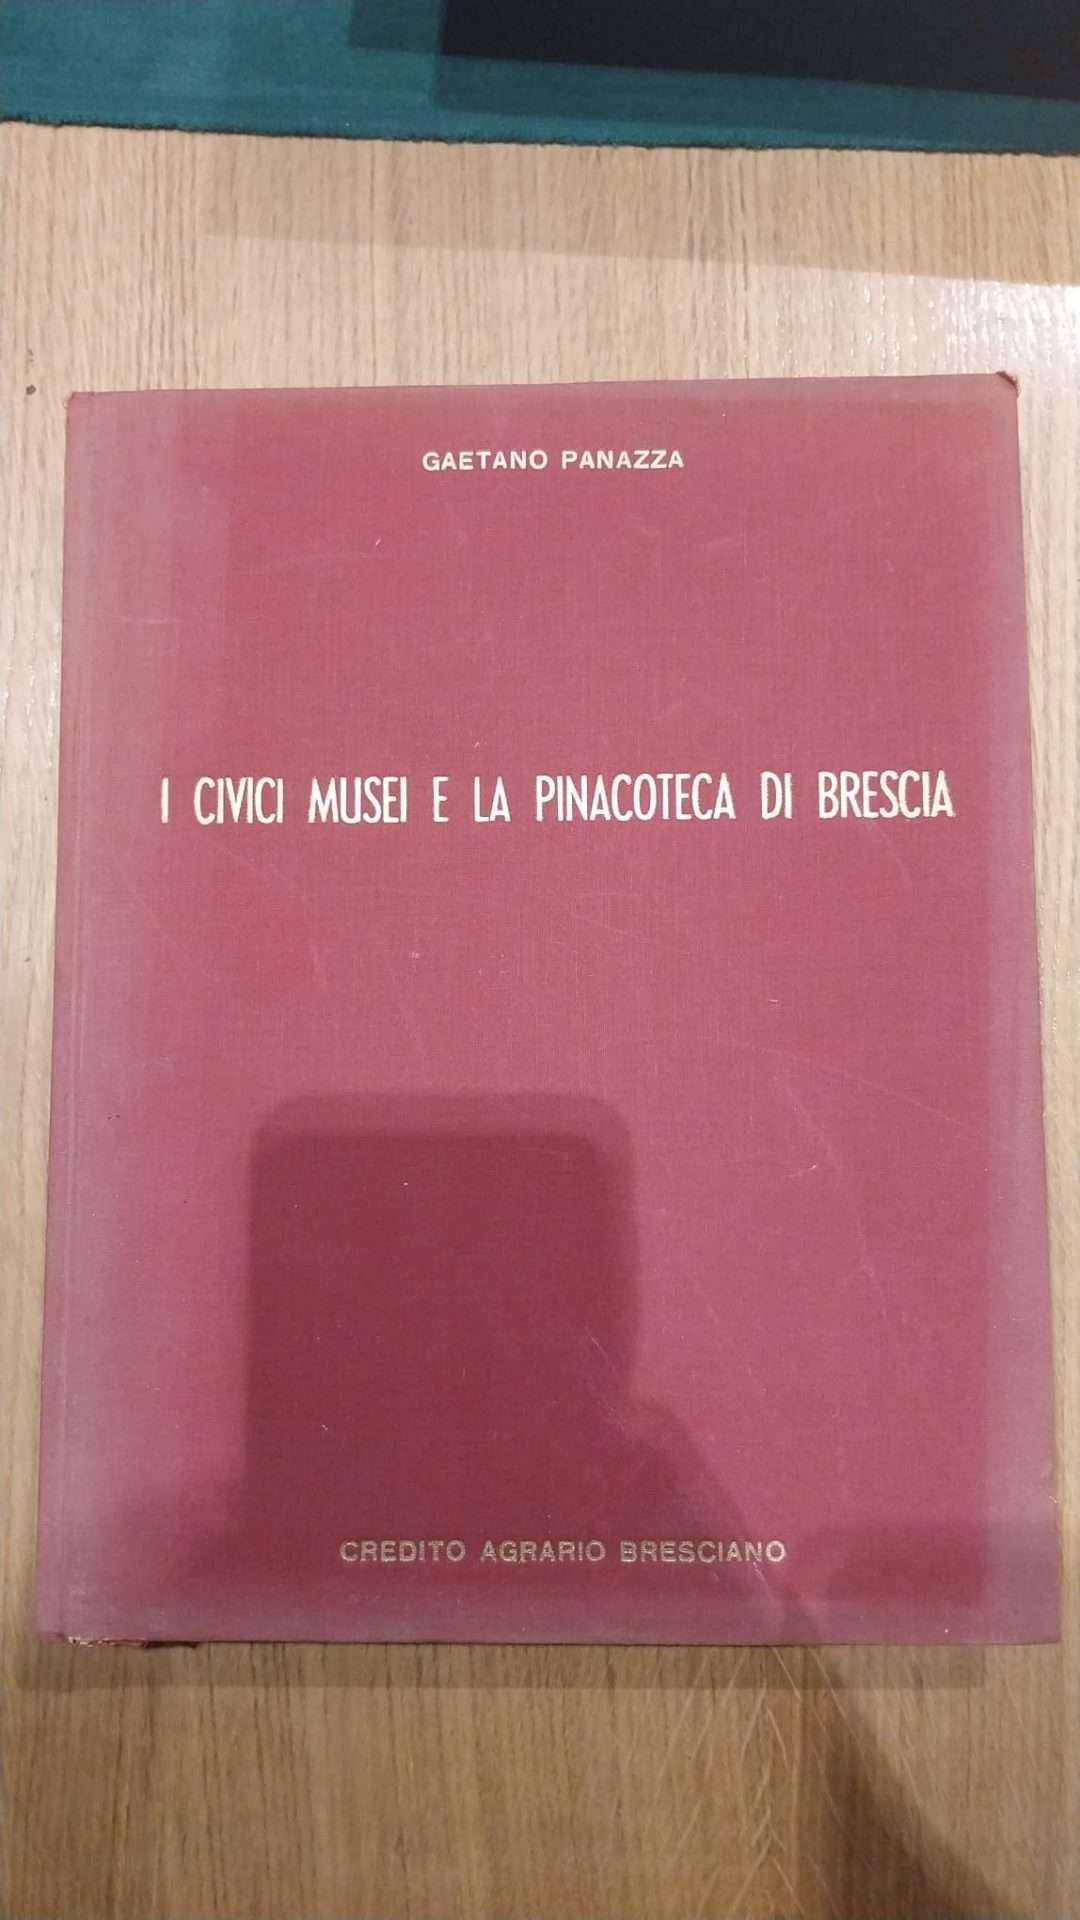 GAETANO PANAZZA
I CIVICI MUSEI E LA PINACOTECA DI BRESCIA
CREDITO AGRARIO BRESCIANO